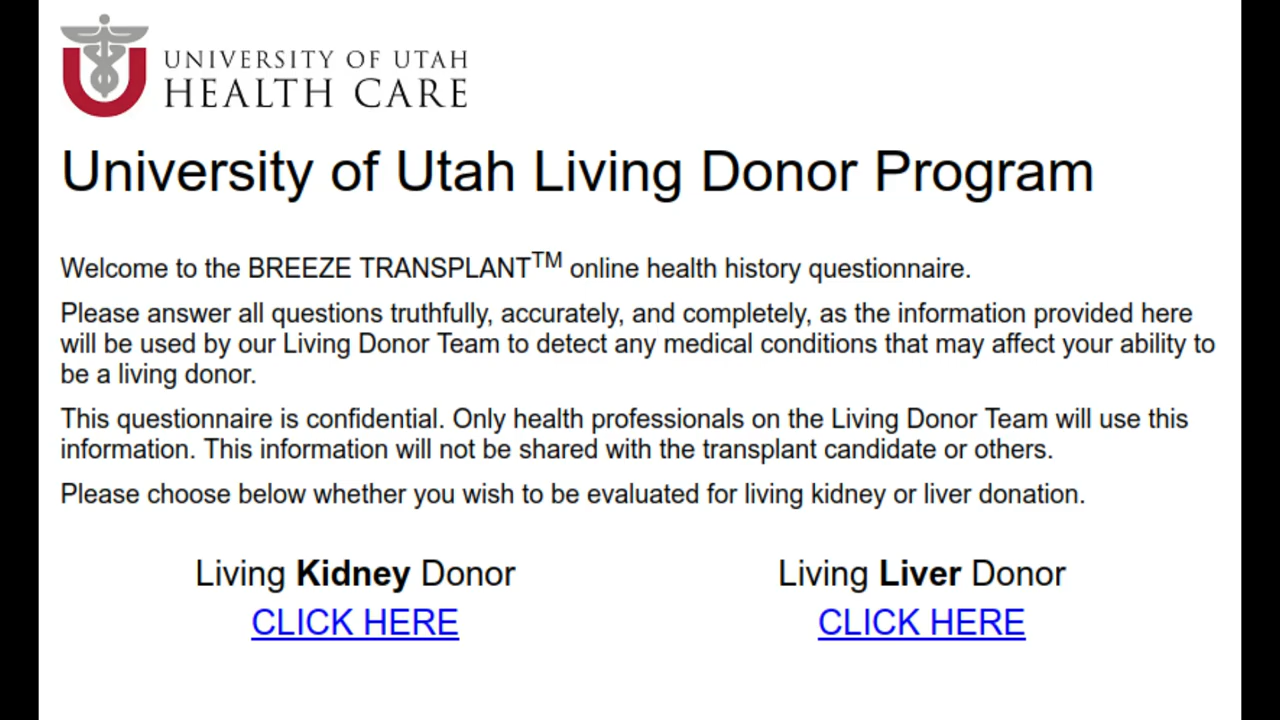 UNIVERSITY OF UTAH
HEALTH CARE
University of Utah Living Donor Program
Welcome to the BREEZE TRANSPLANT™ online health history questionnaire.
Please answer all questions truthfully, accurately, and completely, as the information provided here
will be used by our Living Donor Team to detect any medical conditions that may affect your ability to
be a living donor.
This questionnaire is confidential. Only health professionals on the Living Donor Team will use this
information. This information will not be shared with the transplant candidate or others.
Please choose below whether you wish to be evaluated for living kidney or liver donation.
Living Kidney Donor
CLICK HERE
Living Liver Donor
CLICK HERE